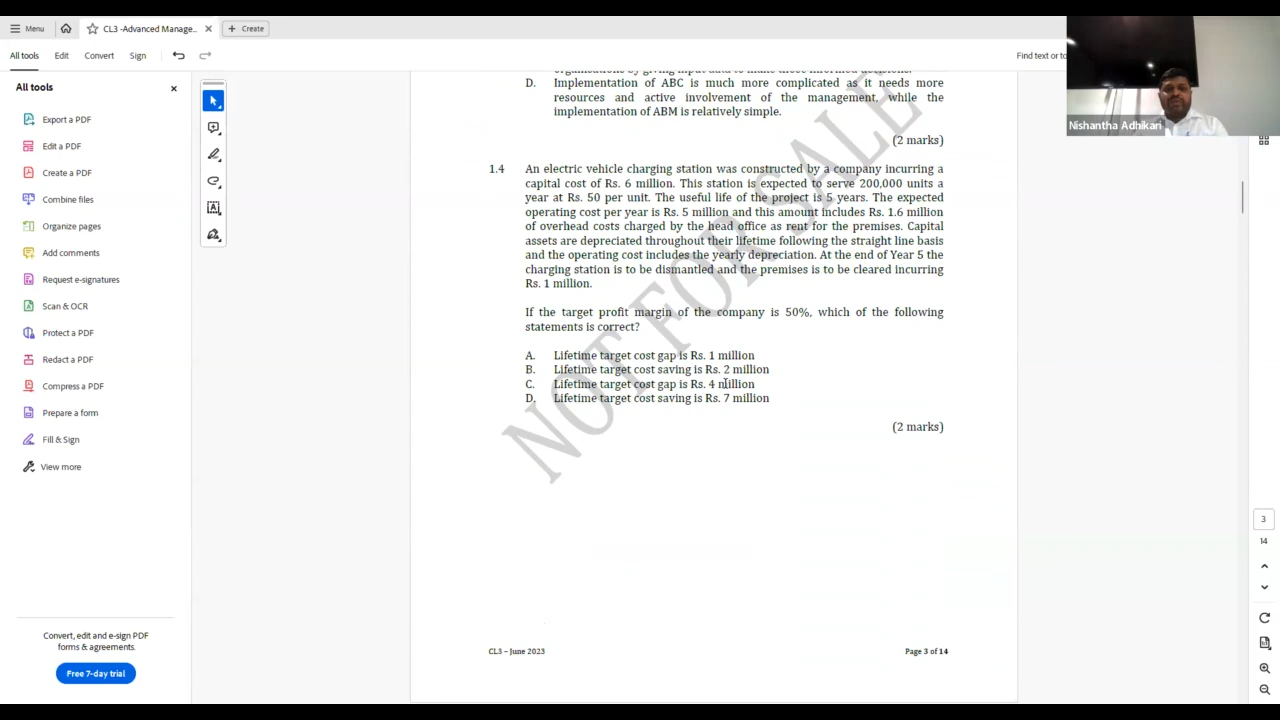 Menu
CL3 -Advanced Manage...
Create
All tools
Edit
Convert
Sign
Find text or to
All tools
Export a PDF
Edit a PDF
Create a PDF
Combine files
Organize pages
Add comments
Request e-signatures
Scan & OCR
Protect a PDF
Redact a PDF
Compress a PDF
Prepare a form
Fill & Sign
View more
Convert, edit and e-sign PDF
forms & agreements.
Free 7-day trial
Nishantha Adhikari
organisations by giving input data to make those informed decisions.
D. Implementation of ABC is much more complicated as it needs more
resources and active involvement of the management, while the
implementation of ABM is relatively simple.
(2 marks)
1.4 An electric vehicle charging station was constructed by a company incurring a
capital cost of Rs. 6 million. This station is expected to serve 200,000 units a
year at Rs. 50 per unit. The useful life of the project is 5 years. The expected
operating cost per year is Rs. 5 million and this amount includes Rs. 1.6 million
of overhead costs charged by the head office as rent for the premises. Capital
assets are depreciated throughout their lifetime following the straight line basis
and the operating cost includes the yearly depreciation. At the end of Year 5 the
charging station is to be dismantled and the premises is to be cleared incurring
Rs. 1 million.
If the target profit margin of the company is 50%, which of the following
statements is correct?
A. Lifetime target cost gap is Rs. 1 million
B. Lifetime target cost saving is Rs. 2 million
C. Lifetime target cost gap is Rs. 4 million
D. Lifetime target cost saving is Rs. 7 million
(2 marks)
NOT FOR SALE
CL3 – June 2023
Page 3 of 14
3
14